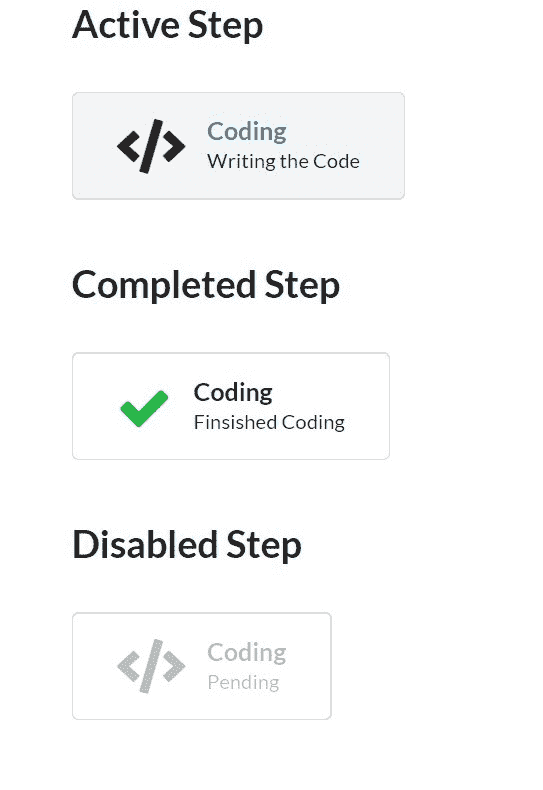 Active Step
Coding
Writing the Code
Completed Step
Coding
Finsished Coding
Disabled Step
Coding
Pending